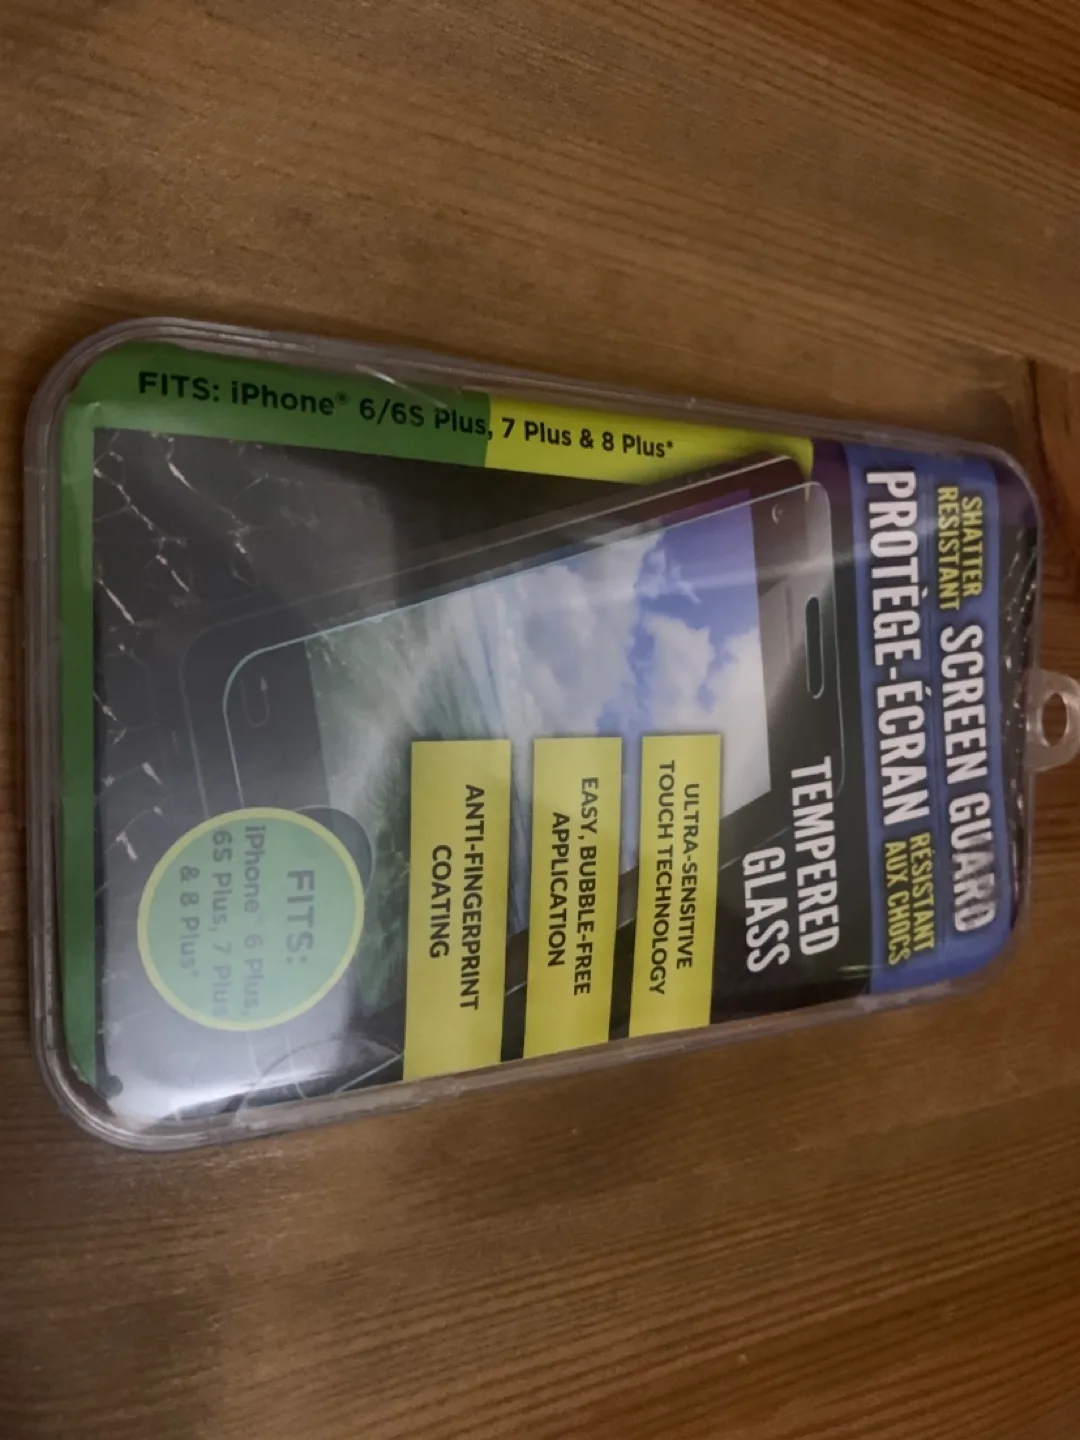 SHATTER
RESISTANT
SCREEN GUARD
PROTÈGE-ÉCRAN
RÉSISTANT
AUX CHOCS
TEMPERED
GLASS
ULTRA-SENSITIVE
TOUCH TECHNOLOGY
EASY, BUBBLE-FREE
APPLICATION
ANTI-FINGERPRINT
COATING
FITS:
iPhone® 6 Plus,
6S Plus, 7 Plus
& 8 Plus*
FITS: iPhone® 6/6S Plus, 7 Plus & 8 Plus*